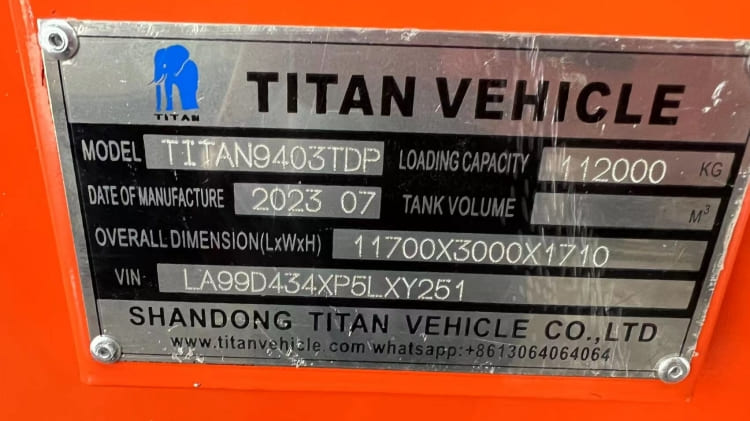 TITAN
TITAN VEHICLE
MODEL TITAN9403TDP LOADING CAPACITY 112000 KG
DATE OF MANUFACTURE 2023 07 TANK VOLUME M³
OVERALL DIMENSION(LxWxH) 11700X3000X1710
VIN LA99D434XP5LXY251
SHANDONG TITAN VEHICLE CO.,LTD
www.titanvehicle.com whatsapp:+8613064064064